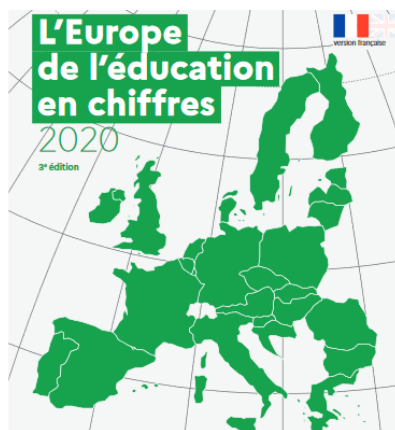 L'Europe
de l'éducation
en chiffres
2020
3ᵉ édition
version française